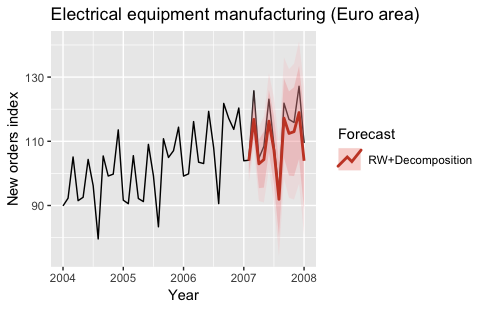 Electrical equipment manufacturing (Euro area)
New orders index
130
110
90
2004
2005
2006
2007
2008
Year
Forecast
RW+Decomposition